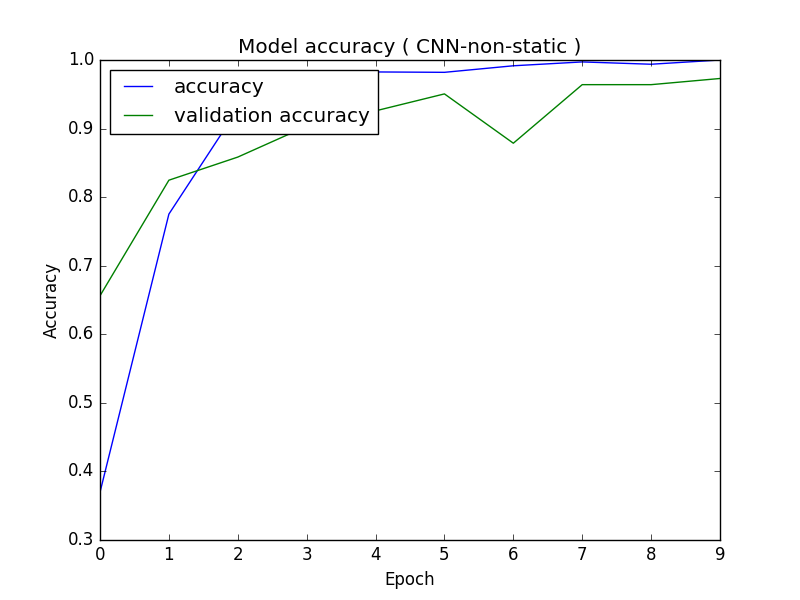 Model accuracy ( CNN-non-static )
1.0
0.9
0.8
0.7
0.6
0.5
0.4
0.3
accuracy
validation accuracy
Accuracy
0 1 2 3 4 5 6 7 8 9
Epoch